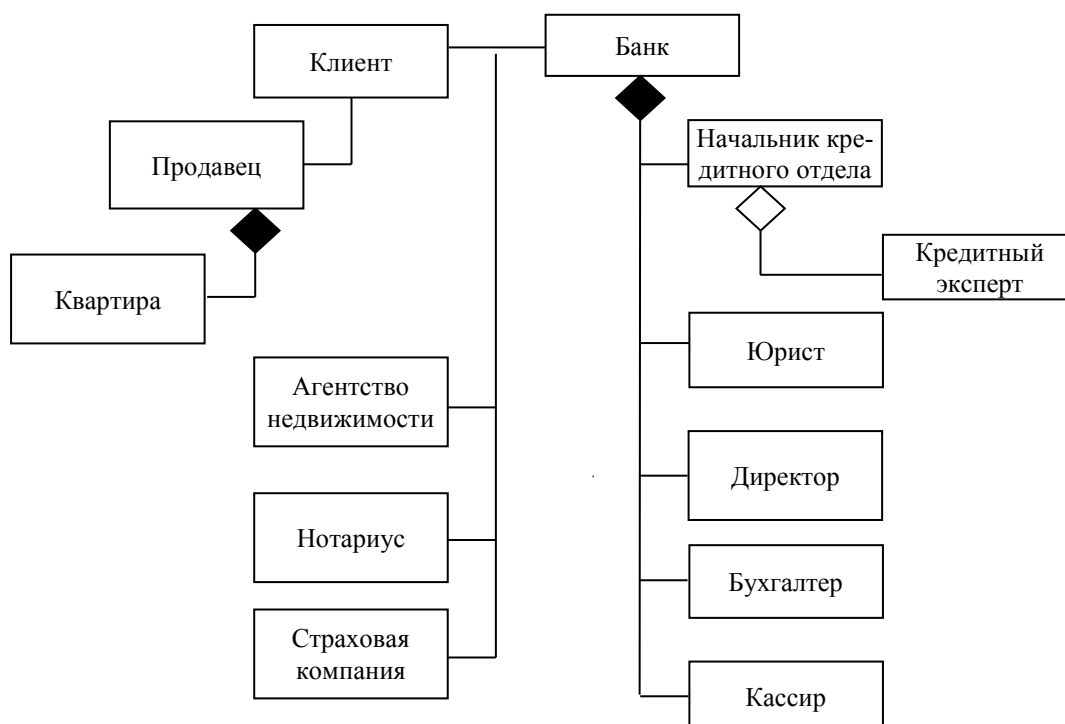 Клиент
Банк
Продавец
Начальник кре-
дитного отдела
Квартира
Кредитный
эксперт
Юрист
Агентство
недвижимости
Директор
Нотариус
Бухгалтер
Страховая
компания
Кассир